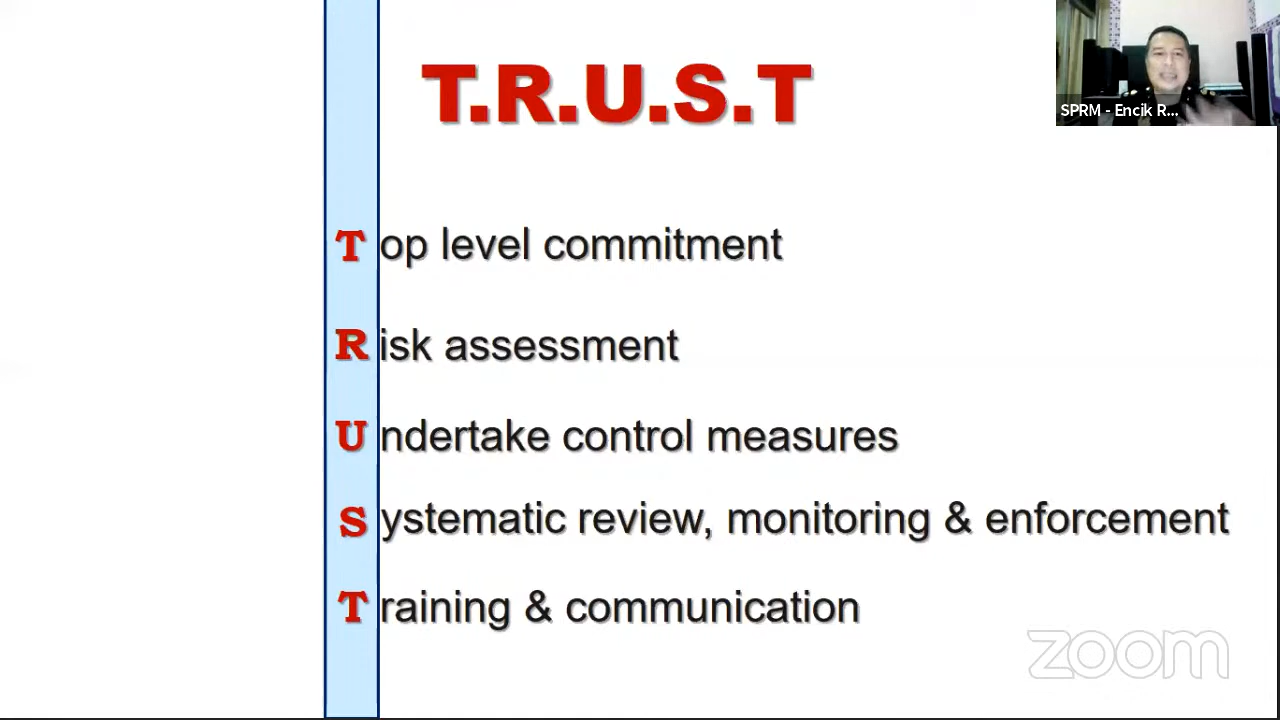 T.R.U.S.T
SPRM - Encik R...
Top level commitment
Risk assessment
Undertake control measures
Systematic review, monitoring & enforcement
Training & communication
zoom